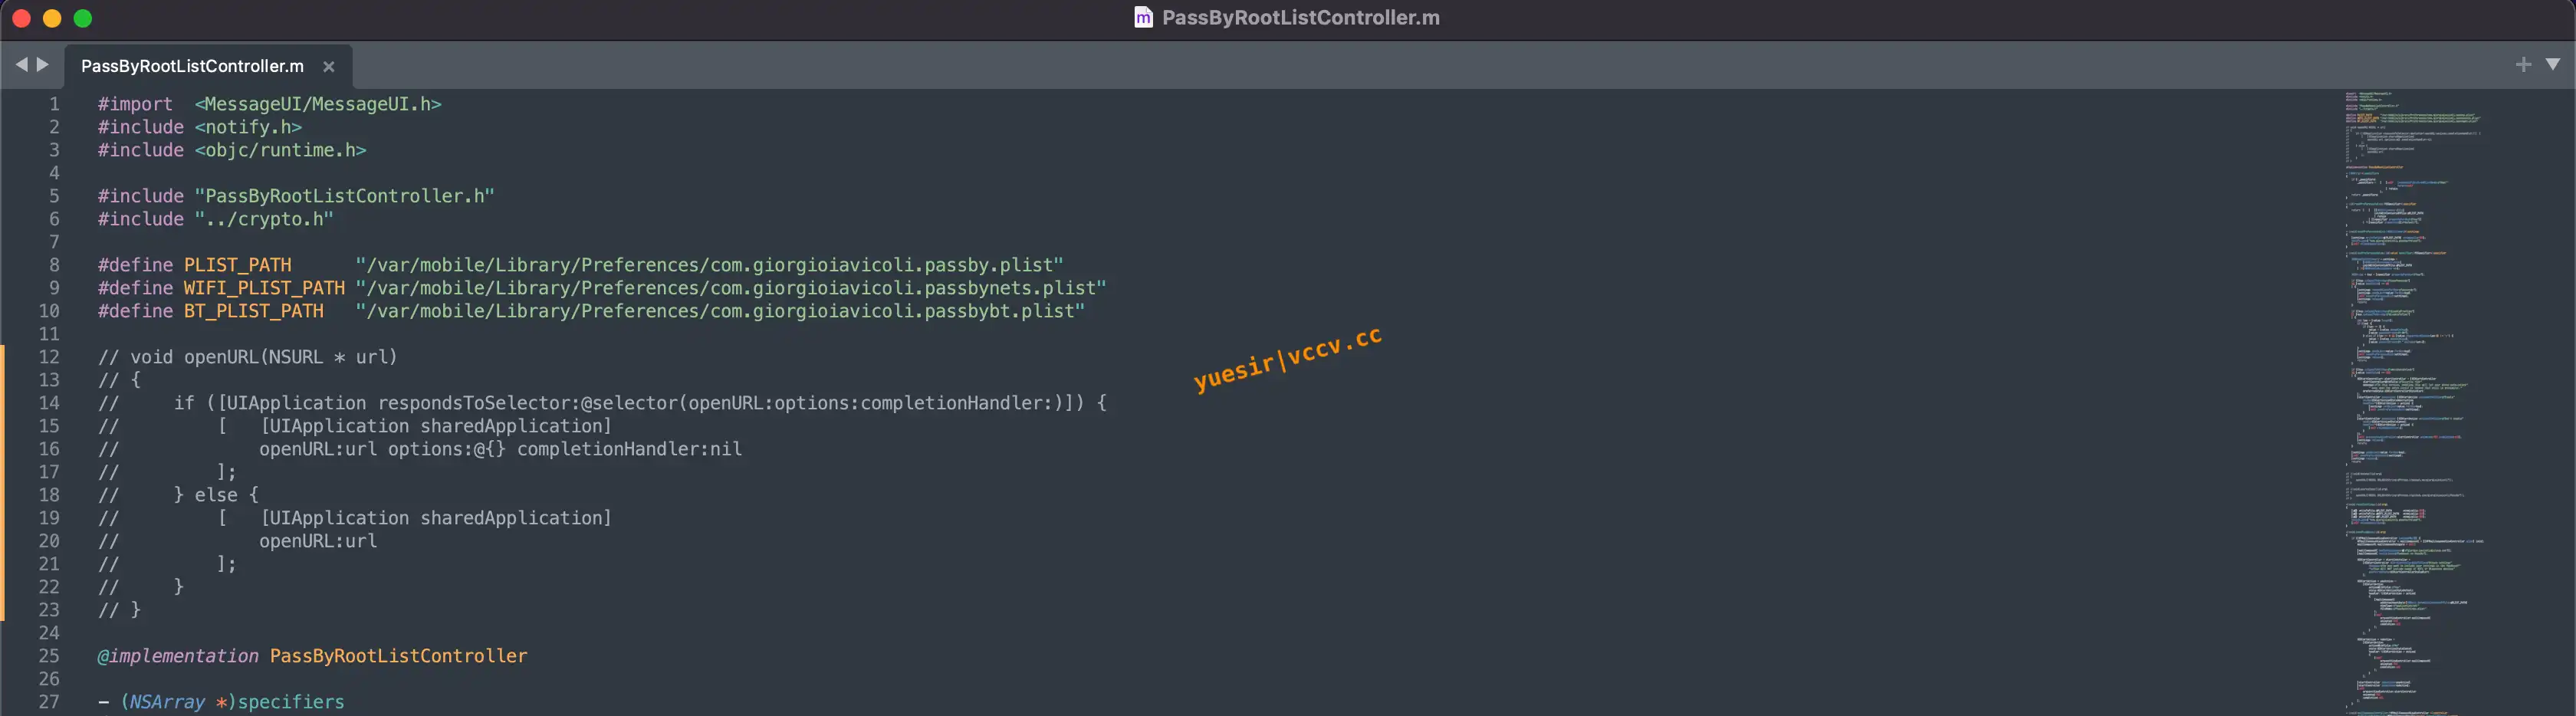 PassByRootListController.m
PassByRootListController.m
1 #import  <MessageUI/MessageUI.h>
2 #include <notify.h>
3 #include <objc/runtime.h>
4
5 #include "PassByRootListController.h"
6 #include "../crypto.h"
7
8 #define PLIST_PATH      "/var/mobile/Library/Preferences/com.giorgioiavicoli.passby.plist"
9 #define WIFI_PLIST_PATH "/var/mobile/Library/Preferences/com.giorgioiavicoli.passbynets.plist"
10 #define BT_PLIST_PATH   "/var/mobile/Library/Preferences/com.giorgioiavicoli.passbybt.plist"
11
12 // void openURL(NSURL * url)
13 // {
14 //     if ([UIApplication respondsToSelector:@selector(openURL:options:completionHandler:)]) {
15 //         [   [UIApplication sharedApplication]
16 //             openURL:url options:@{} completionHandler:nil
17 //         ];
18 //     } else {
19 //         [   [UIApplication sharedApplication]
20 //             openURL:url
21 //         ];
22 //     }
23 // }
24
25 @implementation PassByRootListController
26
27 - (NSArray *)specifiers
yuesir|vccv.cc